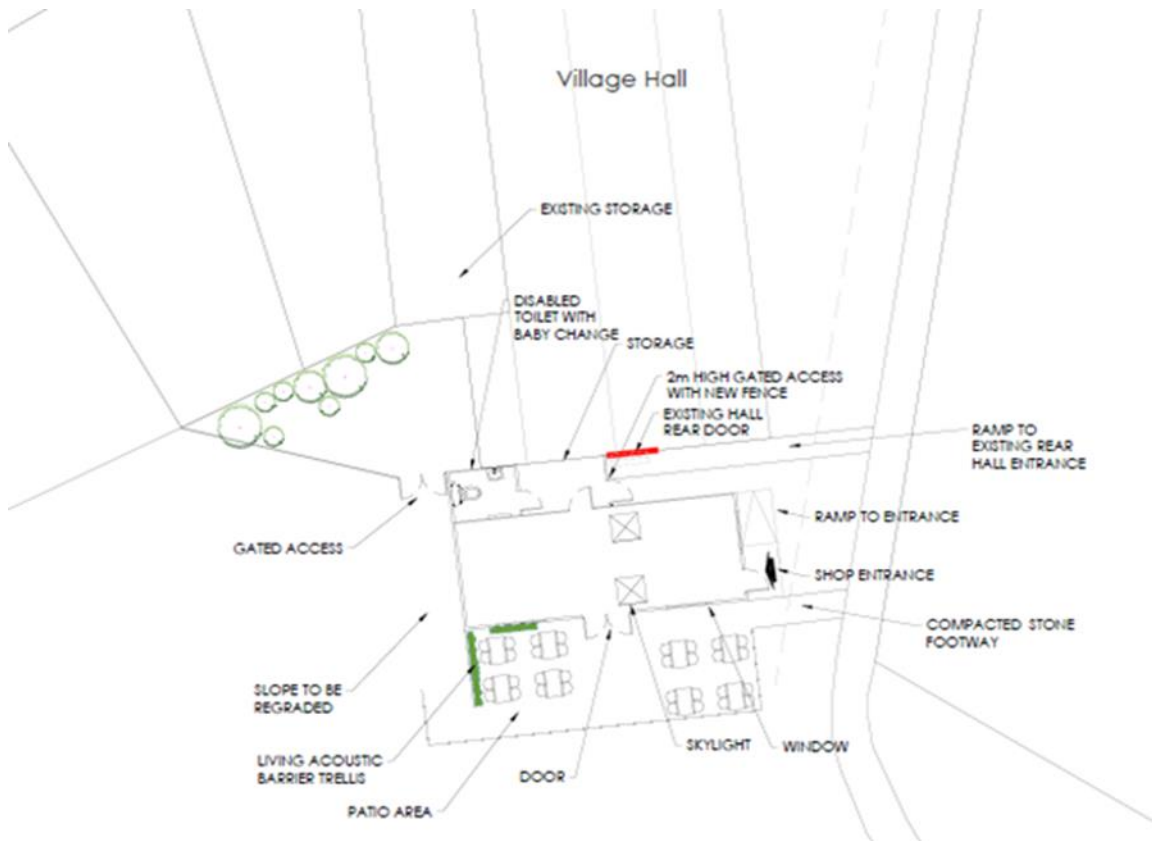 Village Hall
EXISTING STORAGE
DISABLED
TOILET WITH
BABY CHANGE
STORAGE
2m HIGH GATED ACCESS
WITH NEW FENCE
EXISTING HALL
REAR DOOR
RAMP TO
EXISTING REAR
HALL ENTRANCE
RAMP TO ENTRANCE
GATED ACCESS
SHOP ENTRANCE
COMPACTED STONE
FOOTWAY
SLOPE TO BE
REGRADED
LIVING ACOUSTIC
BARRIER TRELLIS
PATIO AREA
DOOR
SKYLIGHT
WINDOW